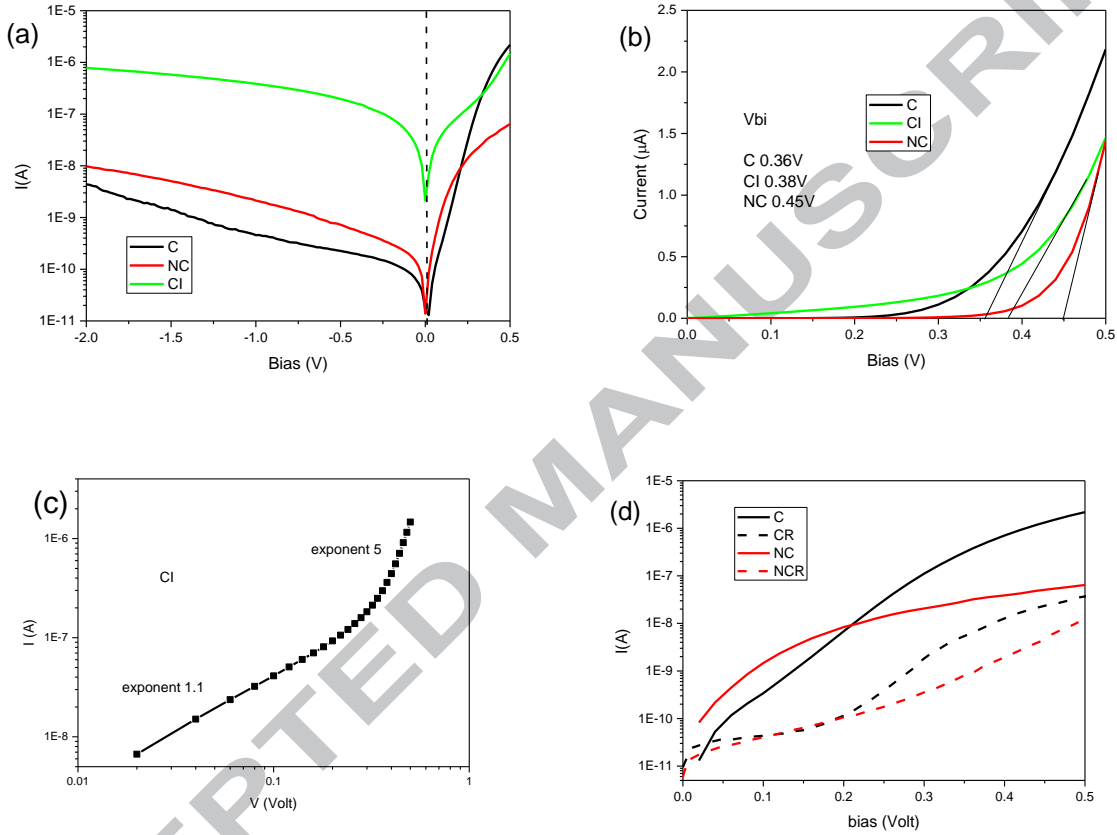 (a)
1E-5
1E-6
1E-7
1E-8
1E-9
1E-10
1E-11
I(A)
C
NC
CI
-2.0 -1.5 -1.0 -0.5 0.0 0.5
Bias (V)
(b)
2.5
2.0
1.5
1.0
0.5
0.0
Current (µA)
Vbi
C 0.36V
CI 0.38V
NC 0.45V
C
CI
NC
0.0 0.1 0.2 0.3 0.4 0.5
Bias (V)
(c)
1E-6
1E-7
1E-8
I (A)
CI
exponent 5
exponent 1.1
0.01 0.1 1
V (Volt)
(d)
1E-5
1E-6
1E-7
1E-8
1E-9
1E-10
1E-11
I(A)
C
CR
NC
NCR
0.0 0.1 0.2 0.3 0.4 0.5
bias (Volt)
EPTED MANUSCRI